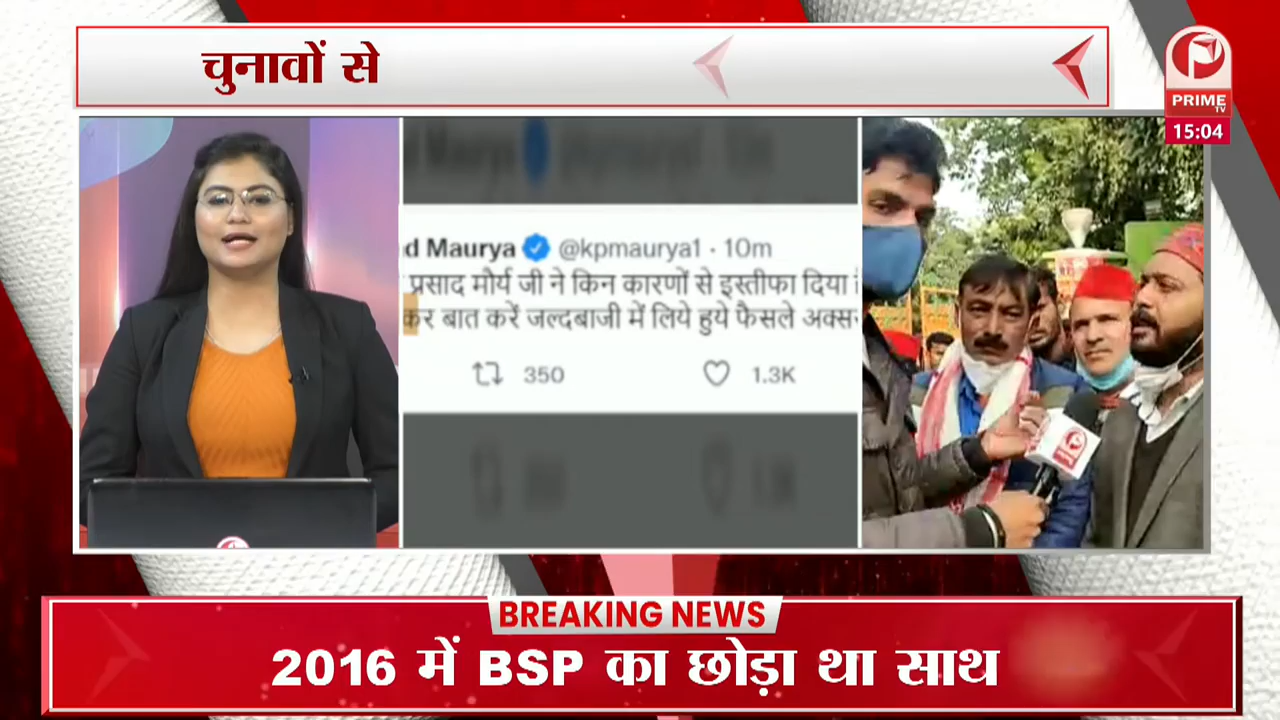 चुनावों से
PRIME
TV
15:04
d Maurya @kpmaurya1 · 10m
प्रसाद मौर्य जी ने किन कारणों से इस्तीफा दिया
कर बात करें जल्दबाजी में लिये हुये फैसले अक्सर
350 1.3K
BREAKING NEWS
2016 में BSP का छोड़ा था साथ